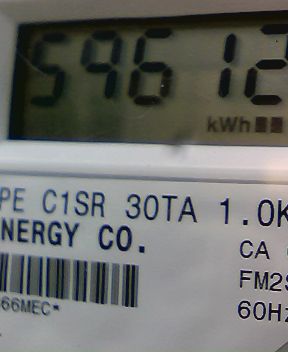 59612
kWh
PE C1SR 30TA 1.0K
NERGY CO.
CA
FM2S
66MEC*
60Hz